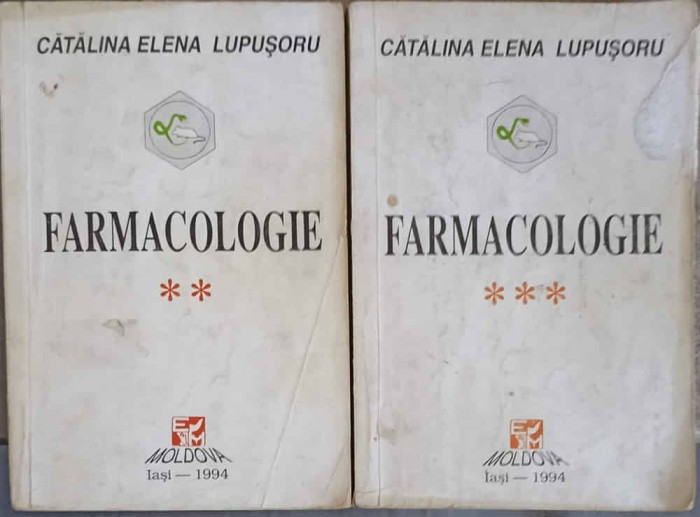 CĂTĂLINA ELENA LUPUŞORU
FARMACOLOGIE
**
E M
MOLDOVA
Iaşi — 1994
CĂTĂLINA ELENA LUPUŞORU
FARMACOLOGIE
***
E M
MOLDOVA
Iaşi — 1994